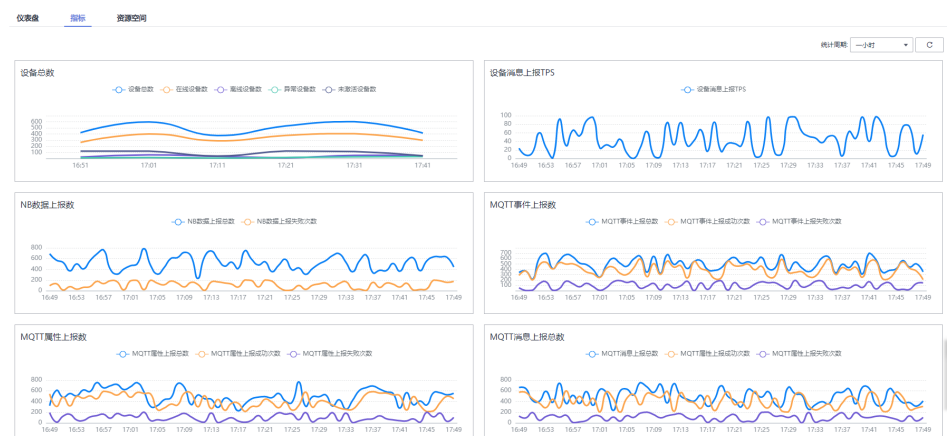 仪表盘 指标 资源空间
统计周期: 一小时
设备总数
设备总数 在线设备数 离线设备数 异常设备数 未激活设备数
600
500
400
300
200
100
16:51 17:01 17:11 17:21 17:31 17:41
设备消息上报TPS
设备消息上报TPS
100
80
60
40
20
0
16:49 16:53 16:57 17:01 17:05 17:09 17:13 17:17 17:21 17:25 17:29 17:33 17:37 17:41 17:45 17:49
NB数据上报数
NB数据上报总数 NB数据上报失败次数
800
600
400
200
0
16:49 16:53 16:57 17:01 17:05 17:09 17:13 17:17 17:21 17:25 17:29 17:33 17:37 17:41 17:45 17:49
MQTT事件上报数
MQTT事件上报总数 MQTT事件上报成功次数 MQTT事件上报失败次数
700
600
500
400
300
200
100
16:49 16:53 16:57 17:01 17:05 17:09 17:13 17:17 17:21 17:25 17:29 17:33 17:37 17:41 17:45 17:49
MQTT属性上报数
MQTT属性上报总数 MQTT属性上报成功次数 MQTT属性上报失败次数
800
600
400
200
0
16:49 16:53 16:57 17:01 17:05 17:09 17:13 17:17 17:21 17:25 17:29 17:31 17:37 17:41 17:45 17:49
MQTT消息上报总数
MQTT消息上报总数 MQTT属性上报成功次数 MQTT属性上报失败次数
800
600
400
200
0
16:49 16:53 16:57 17:01 17:05 17:09 17:13 17:17 17:21 17:25 17:29 17:33 17:37 17:41 17:45 17:49